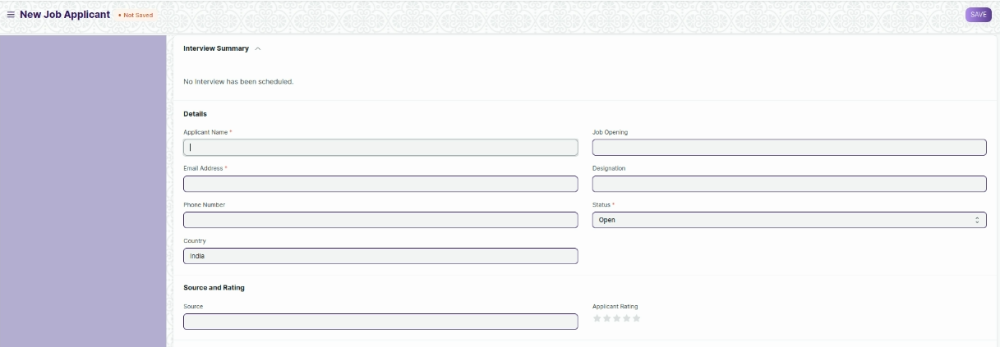 New Job Applicant • Not Saved SAVE
Interview Summary
No Interview has been scheduled.
Details
Applicant Name * Job Opening
Email Address * Designation
Phone Number Status *
Open
Country
India
Source and Rating
Source Applicant Rating